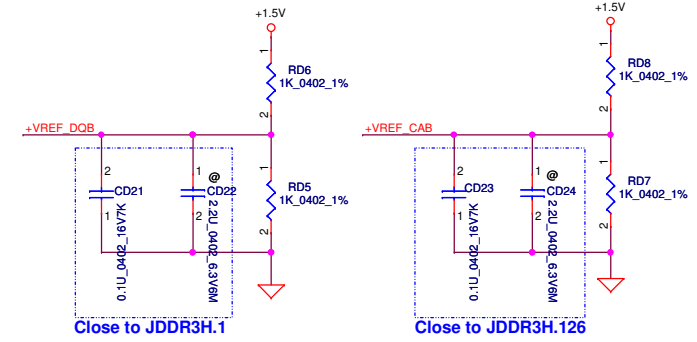 +1.5V
+1.5V
1
RD6
1K_0402_1%
2
1
RD8
1K_0402_1%
2
+VREF_DQB
+VREF_CAB
2
CD21
1
0.1U_0402_16V7K
1
@
CD22
2
2.2U_0402_6.3V6M
1
RD5
1K_0402_1%
2
2
CD23
1
0.1U_0402_16V7K
1
@
CD24
2
2.2U_0402_6.3V6M
1
RD7
1K_0402_1%
2
Close to JDDR3H.1
Close to JDDR3H.126